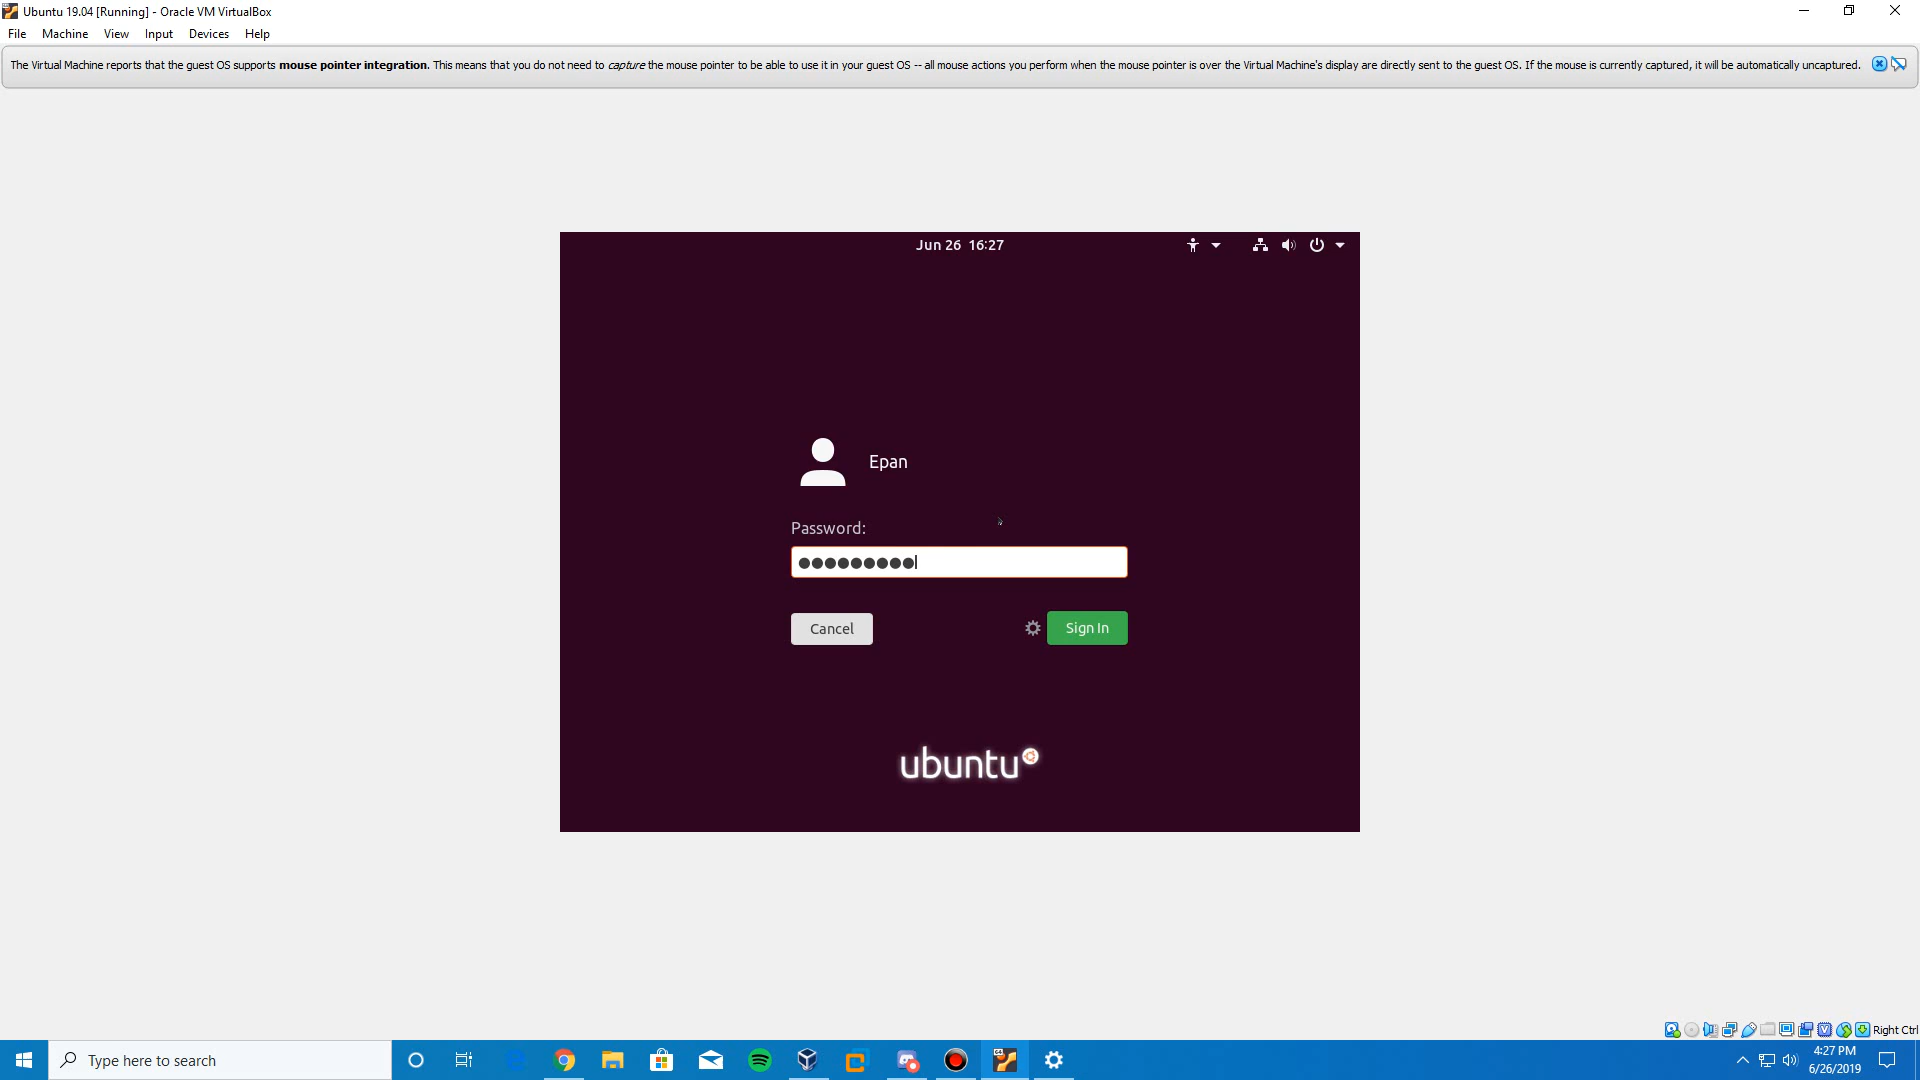 Ubuntu 19.04 [Running] - Oracle VM VirtualBox
File Machine View Input Devices Help
The Virtual Machine reports that the guest OS supports mouse pointer integration. This means that you do not need to capture the mouse pointer to be able to use it in your guest OS -- all mouse actions you perform when the mouse pointer is over the Virtual Machine's display are directly sent to the guest OS. If the mouse is currently captured, it will be automatically uncaptured.
Jun 26 16:27
Epan
Password:
●●●●●●●●●
Cancel Sign In
ubuntu
Right Ctrl
Type here to search
4:27 PM
6/26/2019